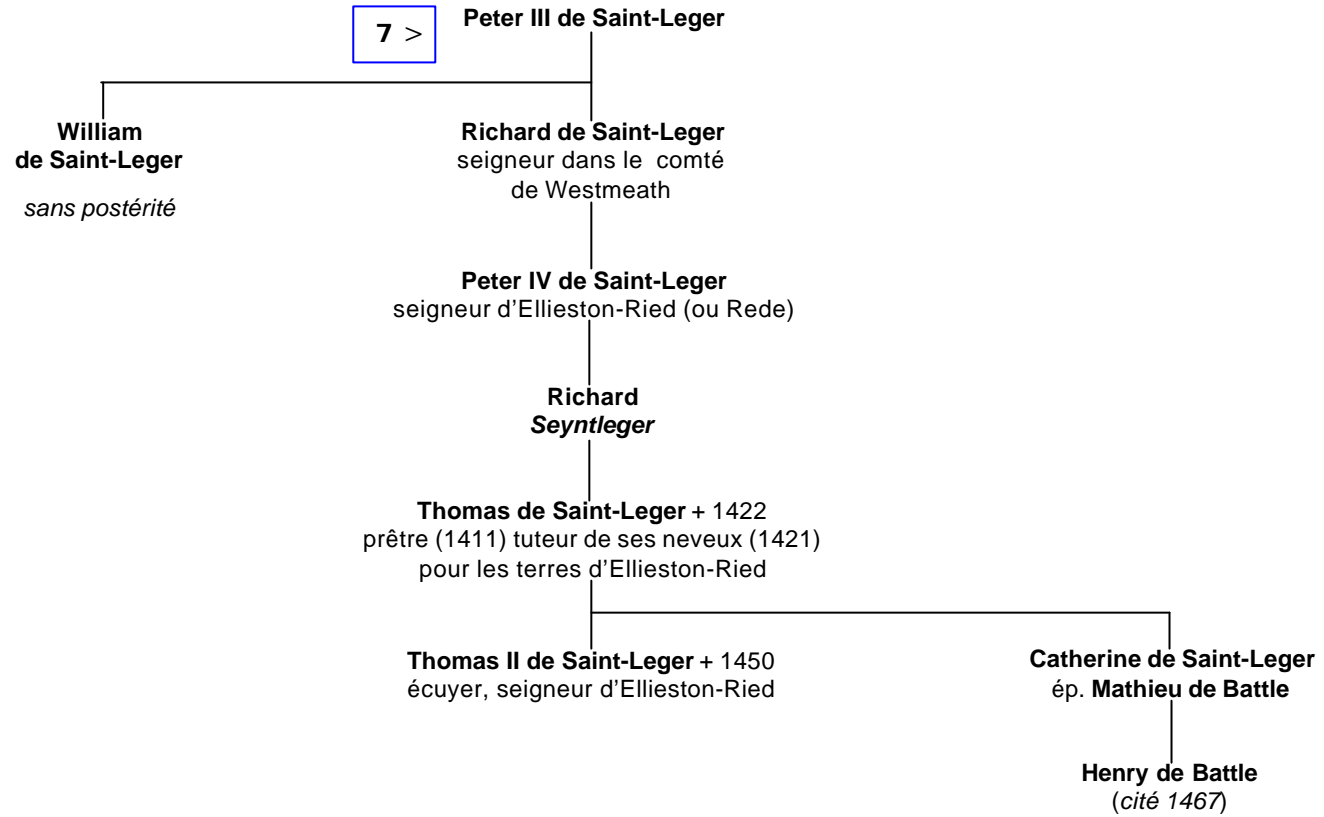 7 >
Peter III de Saint-Leger
William
de Saint-Leger
sans postérité
Richard de Saint-Leger
seigneur dans le comté
de Westmeath
Peter IV de Saint-Leger
seigneur d'Ellieston-Ried (ou Rede)
Richard
Seyntleger
Thomas de Saint-Leger + 1422
prêtre (1411) tuteur de ses neveux (1421)
pour les terres d'Ellieston-Ried
Thomas II de Saint-Leger + 1450
écuyer, seigneur d'Ellieston-Ried
Catherine de Saint-Leger
ép. Mathieu de Battle
Henry de Battle
(cité 1467)